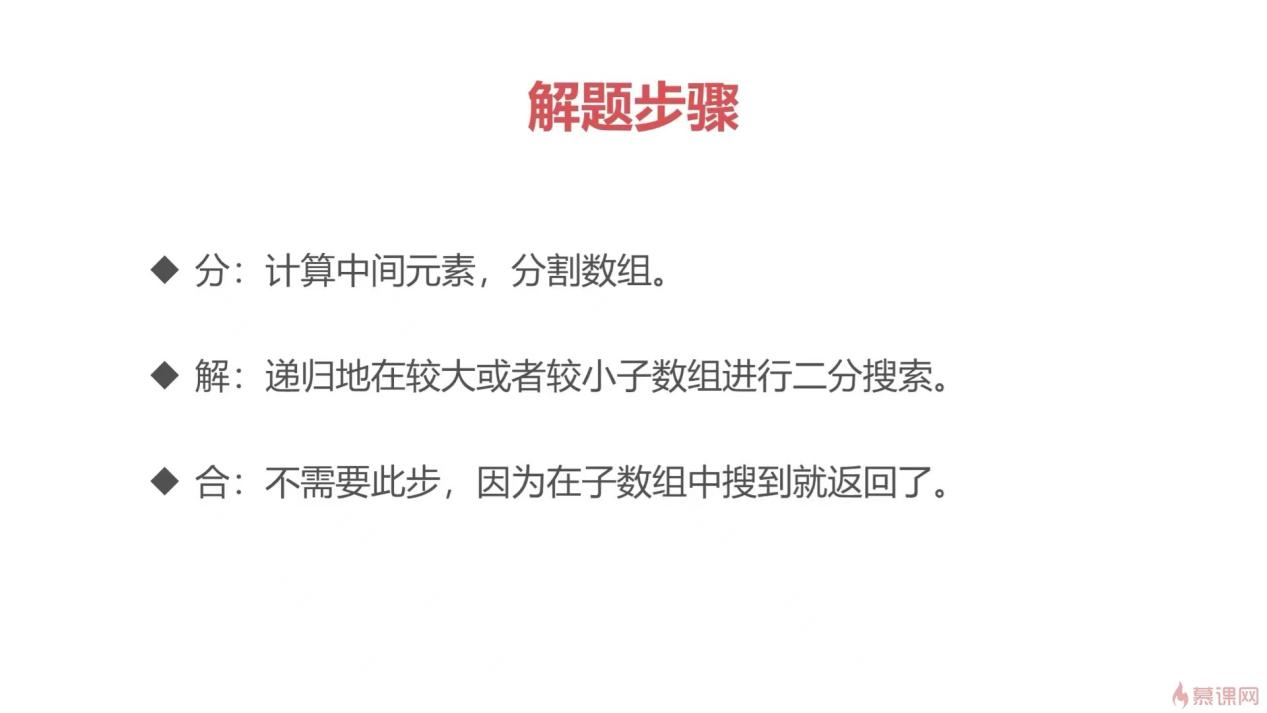 解题步骤
◆ 分：计算中间元素，分割数组。
◆ 解：递归地在较大或者较小子数组进行二分搜索。
◆ 合：不需要此步，因为在子数组中搜到就返回了。
慕课网